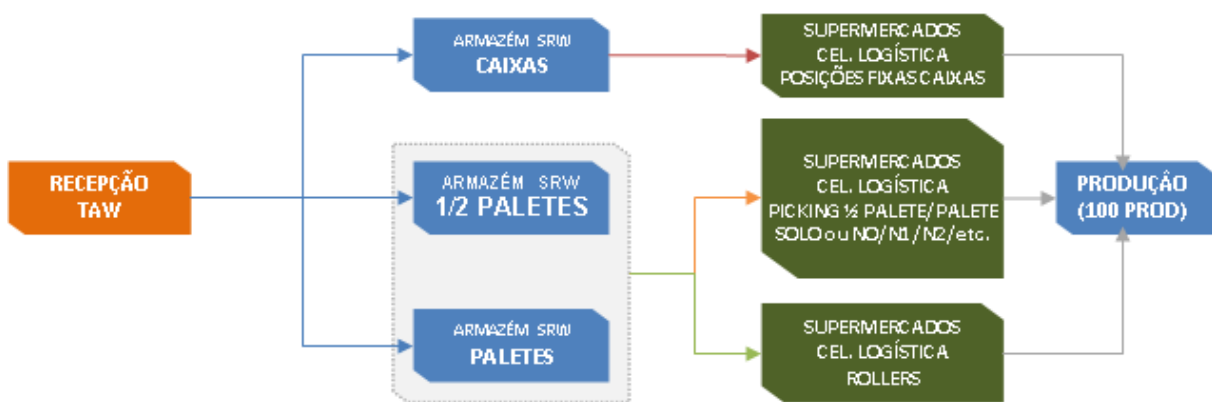 RECEPÇÃO
TAW
ARMAZÉM SRW
CAIXAS
ARMAZÉM SRW
1/2 PALETES
ARMAZÉM SRW
PALETES
SUPERMERCADOS
CEL. LOGÍSTICA
POSIÇÕES FIXAS CAIXAS
SUPERMERCADOS
CEL. LOGÍSTICA
PICKING ½ PALETE/PALETE
SOLO ou N0/N1/N2/etc.
SUPERMERCADOS
CEL. LOGÍSTICA
ROLLERS
PRODUÇÃO
(100 PROD)